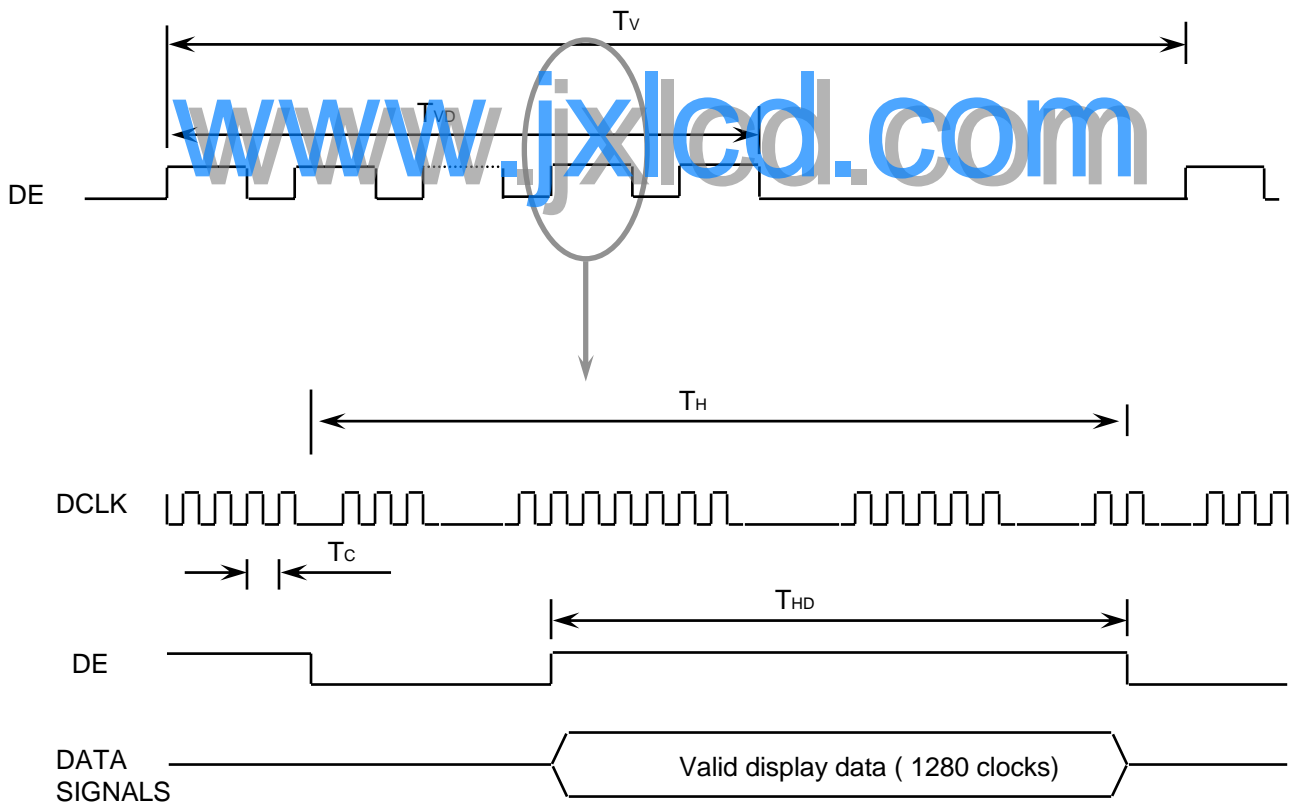 TV
www.jxlcd.com
TVD
DE
TH
DCLK
TC
THD
DE
DATA
SIGNALS
Valid display data ( 1280 clocks)